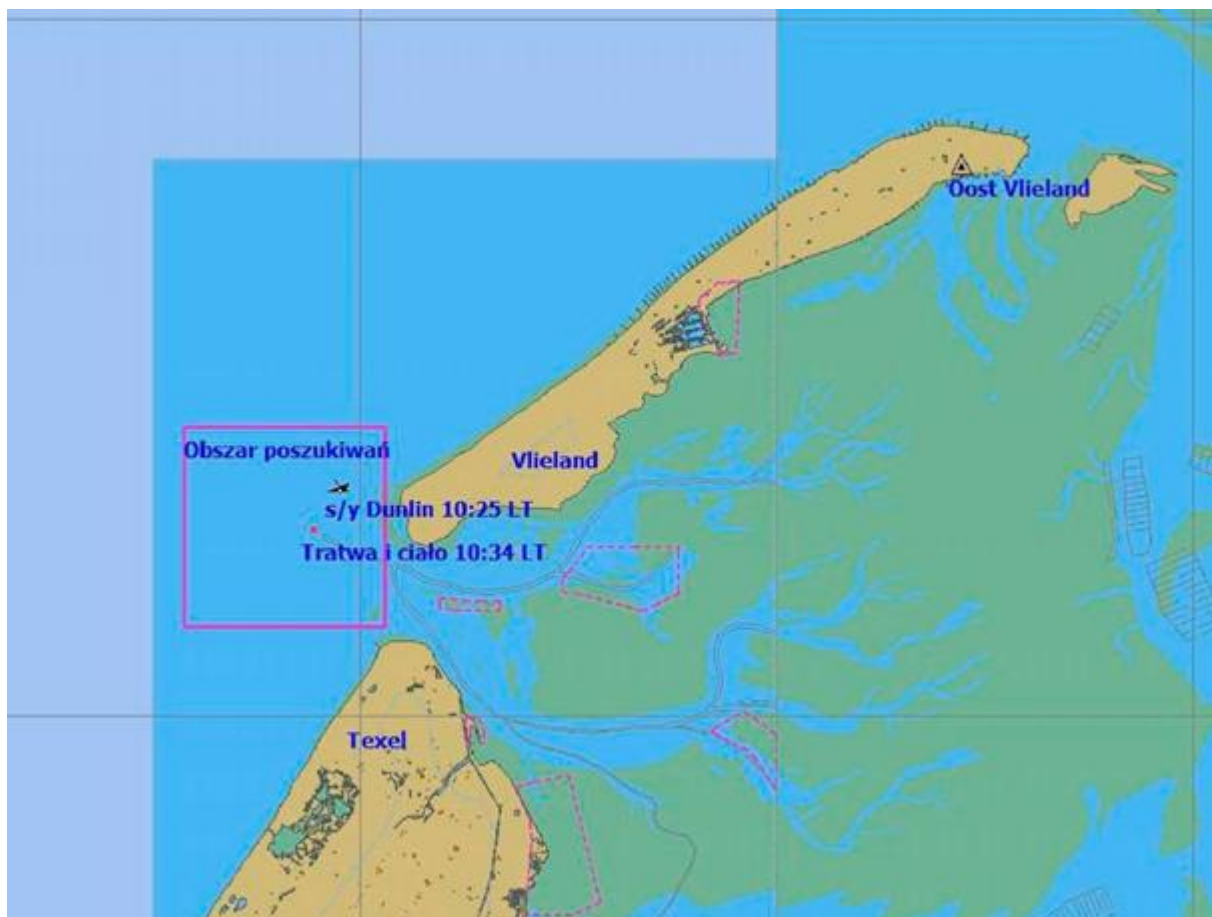 Oost Vlieland
Obszar poszukiwań
Vlieland
s/y Dunlin 10:25 LT
Tratwa i ciało 10:34 LT
Texel